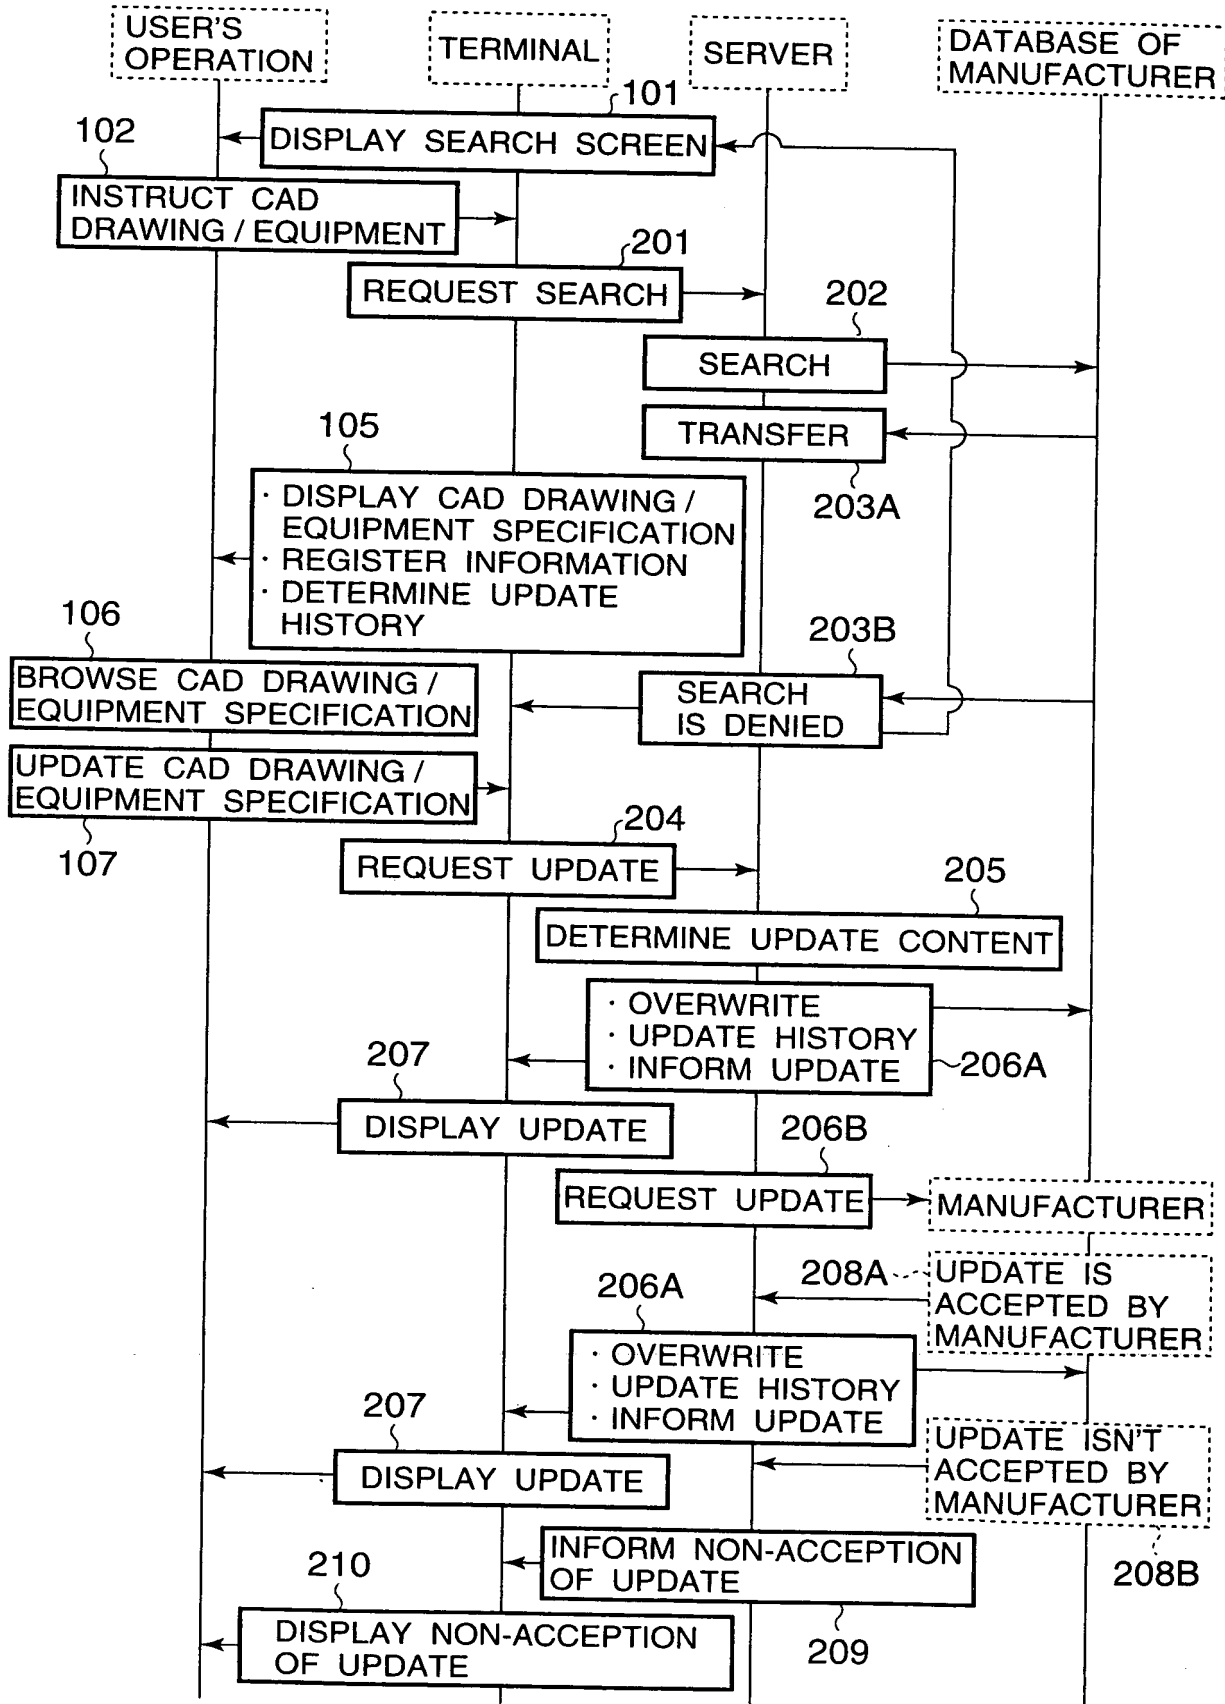 USER'S
OPERATION
TERMINAL
SERVER
DATABASE OF
MANUFACTURER
101
DISPLAY SEARCH SCREEN
102
INSTRUCT CAD
DRAWING / EQUIPMENT
201
REQUEST SEARCH
202
SEARCH
TRANSFER
203A
105
· DISPLAY CAD DRAWING /
EQUIPMENT SPECIFICATION
· REGISTER INFORMATION
· DETERMINE UPDATE
HISTORY
106
BROWSE CAD DRAWING /
EQUIPMENT SPECIFICATION
203B
SEARCH
IS DENIED
UPDATE CAD DRAWING /
EQUIPMENT SPECIFICATION
107
204
REQUEST UPDATE
205
DETERMINE UPDATE CONTENT
· OVERWRITE
· UPDATE HISTORY
· INFORM UPDATE
206A
207
DISPLAY UPDATE
206B
REQUEST UPDATE
MANUFACTURER
208A
UPDATE IS
ACCEPTED BY
MANUFACTURER
206A
· OVERWRITE
· UPDATE HISTORY
· INFORM UPDATE
207
DISPLAY UPDATE
UPDATE ISN'T
ACCEPTED BY
MANUFACTURER
208B
INFORM NON-ACCEPTION
OF UPDATE
209
210
DISPLAY NON-ACCEPTION
OF UPDATE